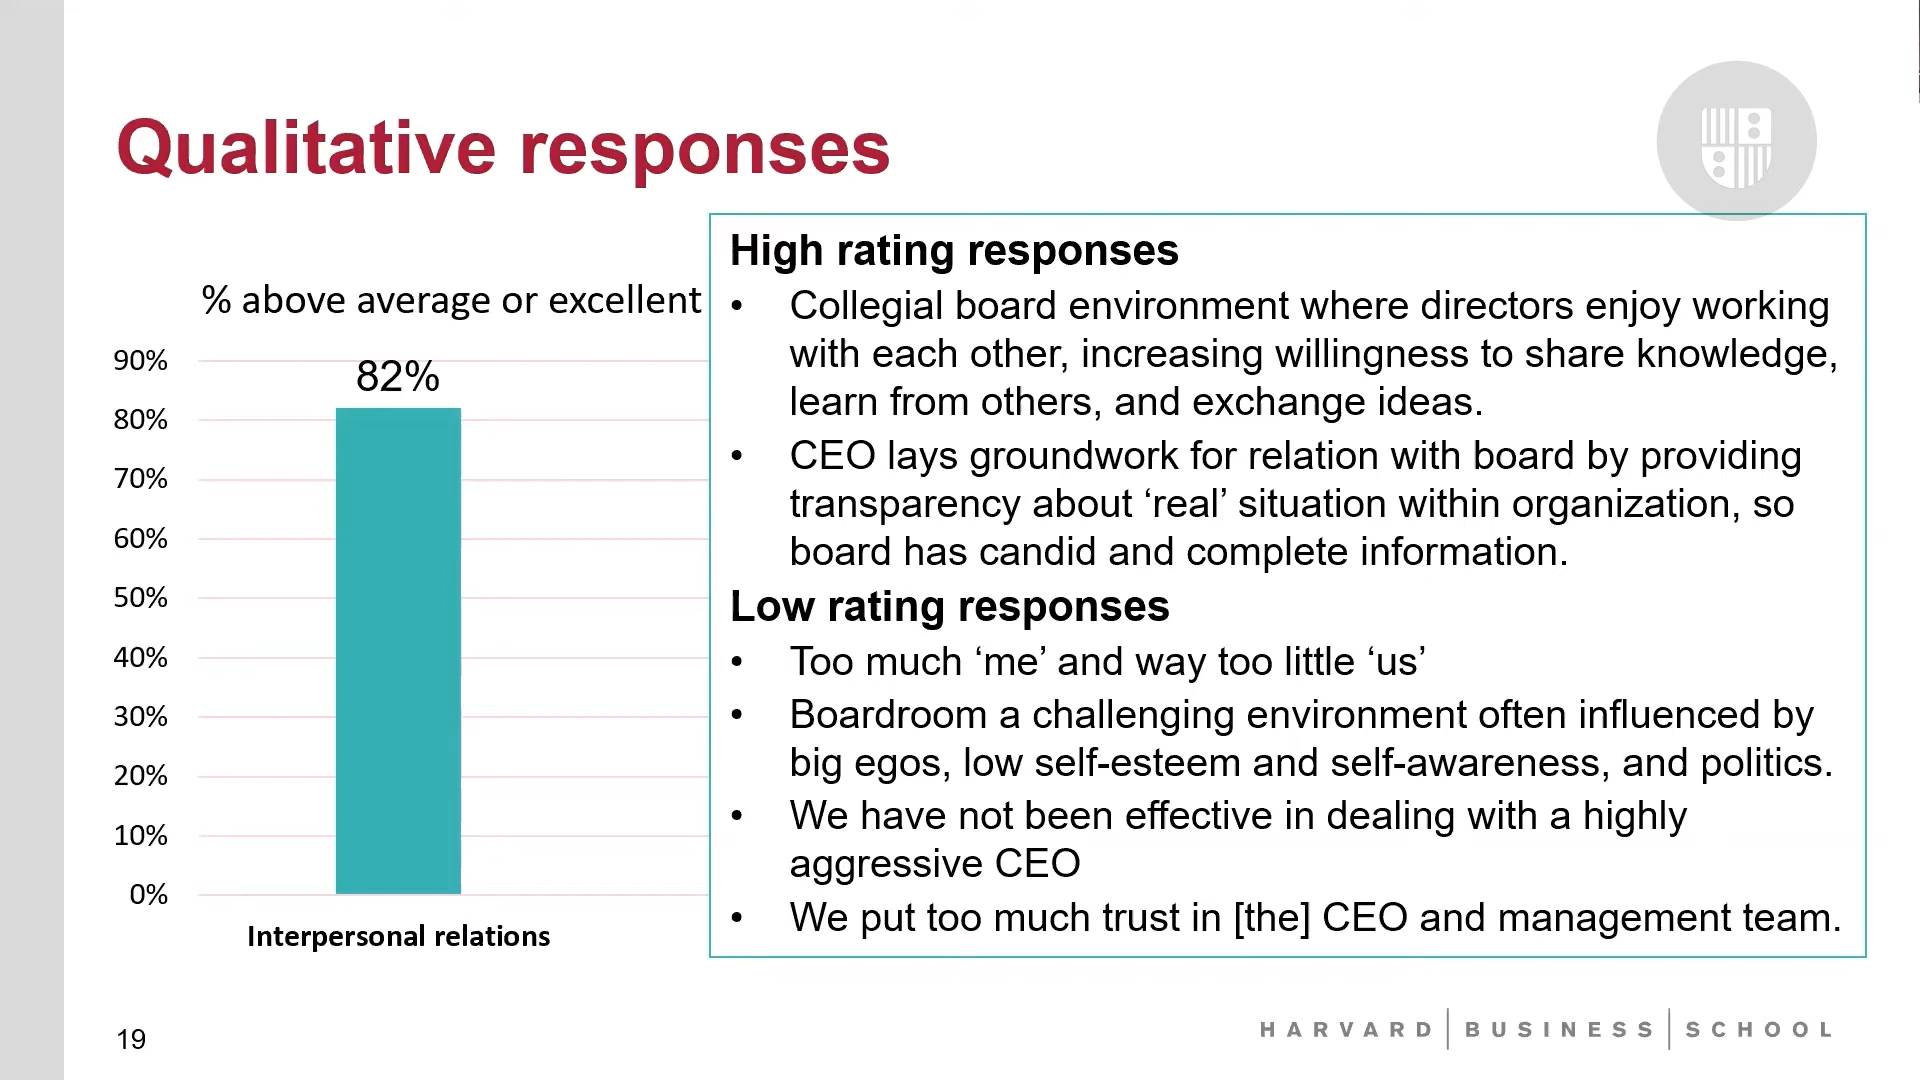 Qualitative responses
% above average or excellent
90%
80%
70%
60%
50%
40%
30%
20%
10%
0%
82%
Interpersonal relations
High rating responses
• Collegial board environment where directors enjoy working
with each other, increasing willingness to share knowledge,
learn from others, and exchange ideas.
• CEO lays groundwork for relation with board by providing
transparency about ‘real’ situation within organization, so
board has candid and complete information.
Low rating responses
• Too much ‘me’ and way too little ‘us’
• Boardroom a challenging environment often influenced by
big egos, low self-esteem and self-awareness, and politics.
• We have not been effective in dealing with a highly
aggressive CEO
• We put too much trust in [the] CEO and management team.
19
HARVARD | BUSINESS | SCHOOL